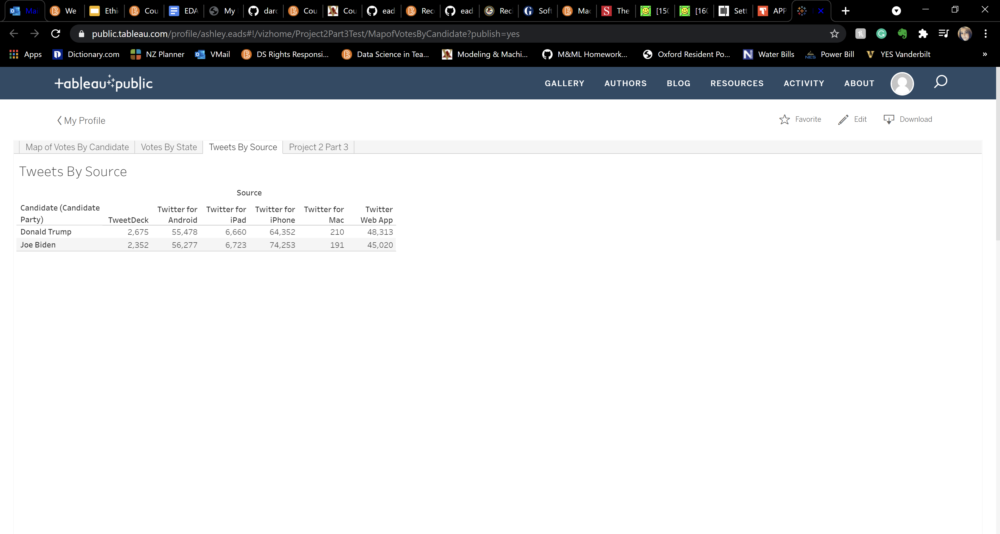 Mai We Ethi Cou EDA My darc Cou Cou ead Rec ead Reci Soft Mac The [150 [160 Sett APP
public.tableau.com/profile/ashley.eads#!/vizhome/Project2Part3Test/MapofVotesByCandidate?publish=yes
Apps Dictionary.com NZ Planner VMail DS Rights Responsi... Data Science in Tea... Modeling & Machi... M&ML Homework... Oxford Resident Po... Water Bills NES Power Bill YES Vanderbilt »
+ableau public GALLERY AUTHORS BLOG RESOURCES ACTIVITY ABOUT
My Profile Favorite Edit Download
Map of Votes By Candidate Votes By State Tweets By Source Project 2 Part 3
Tweets By Source
Source
Candidate (Candidate Twitter for Twitter for Twitter for Twitter for Twitter
Party) TweetDeck Android iPad iPhone Mac Web App
Donald Trump 2,675 55,478 6,660 64,352 210 48,313
Joe Biden 2,352 56,277 6,723 74,253 191 45,020